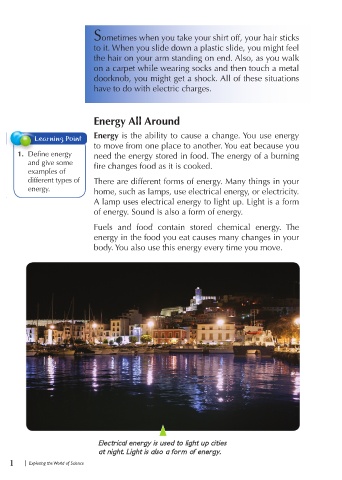 Sometimes when you take your shirt off, your hair sticks
to it. When you slide down a plastic slide, you might feel
the hair on your arm standing on end. Also, as you walk
on a carpet while wearing socks and then touch a metal
doorknob, you might get a shock. All of these situations
have to do with electric charges.
Energy All Around
Learning Point
1. Define energy
and give some
examples of
different types of
energy.
Energy is the ability to cause a change. You use energy
to move from one place to another. You eat because you
need the energy stored in food. The energy of a burning
fire changes food as it is cooked.
There are different forms of energy. Many things in your
home, such as lamps, use electrical energy, or electricity.
A lamp uses electrical energy to light up. Light is a form
of energy. Sound is also a form of energy.
Fuels and food contain stored chemical energy. The
energy in the food you eat causes many changes in your
body. You also use this energy every time you move.
Electrical energy is used to light up cities
at night. Light is also a form of energy.
1 | Exploring the World of Science